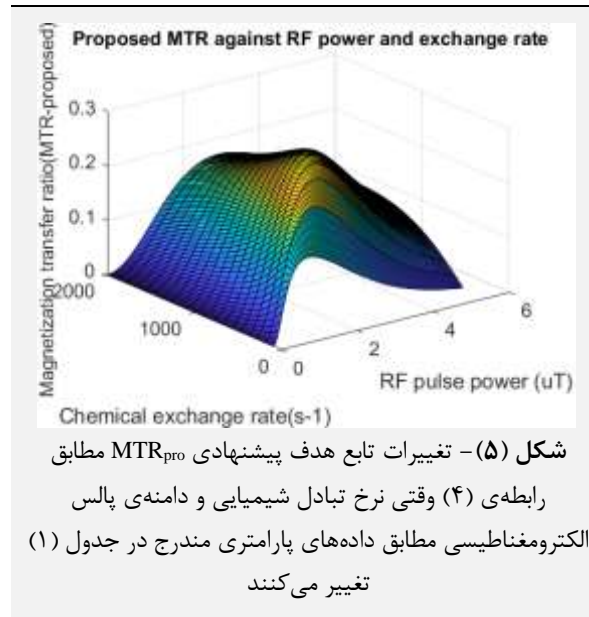 Proposed MTR against RF power and exchange rate
Magnetization transfer ratio(MTR-proposed)
0.3
0.2
0.1
0
2000
1000
0
0
2
4
6
RF pulse power (uT)
Chemical exchange rate(s-1)
شکل (۵)- تغییرات تابع هدف پیشنهادی MTRpro مطابق
رابطه‌ی (۴) وقتی نرخ تبادل شیمیایی و دامنه‌ی پالس
الکترومغناطیسی مطابق داده‌های پارامتری مندرج در جدول (۱)
تغییر می‌کنند